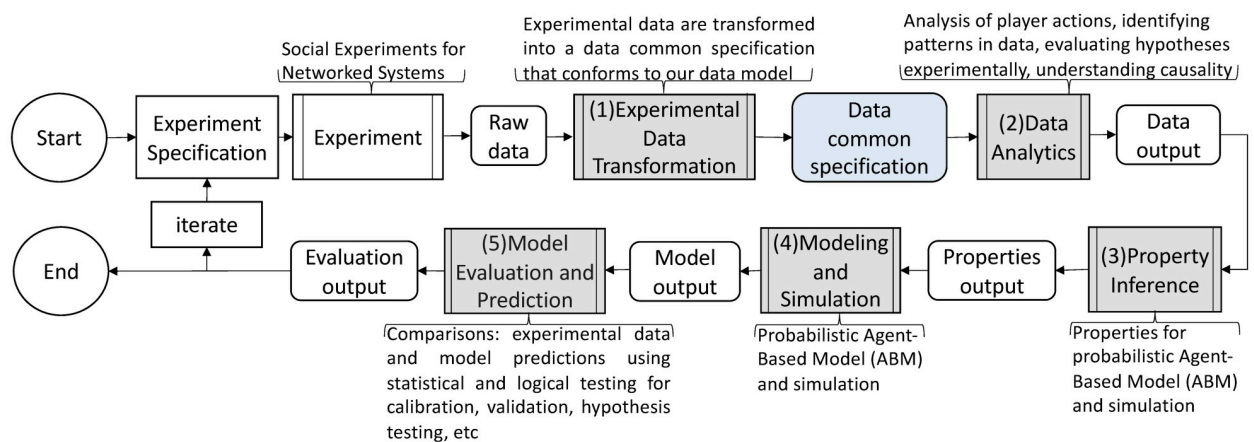 Social Experiments for
Networked Systems
Experimental data are transformed
into a data common specification
that conforms to our data model
Analysis of player actions, identifying
patterns in data, evaluating hypotheses
experimentally, understanding causality
Start
Experiment
Specification
Experiment
Raw
data
(1)Experimental
Data
Transformation
Data
common
specification
(2)Data
Analytics
Data
output
iterate
End
Evaluation
output
(5)Model
Evaluation and
Prediction
Model
output
(4)Modeling
and
Simulation
Properties
output
(3)Property
Inference
Comparisons: experimental data
and model predictions using
statistical and logical testing for
calibration, validation, hypothesis
testing, etc
Probabilistic Agent-
Based Model (ABM)
and simulation
Properties for
probabilistic Agent-
Based Model (ABM)
and simulation